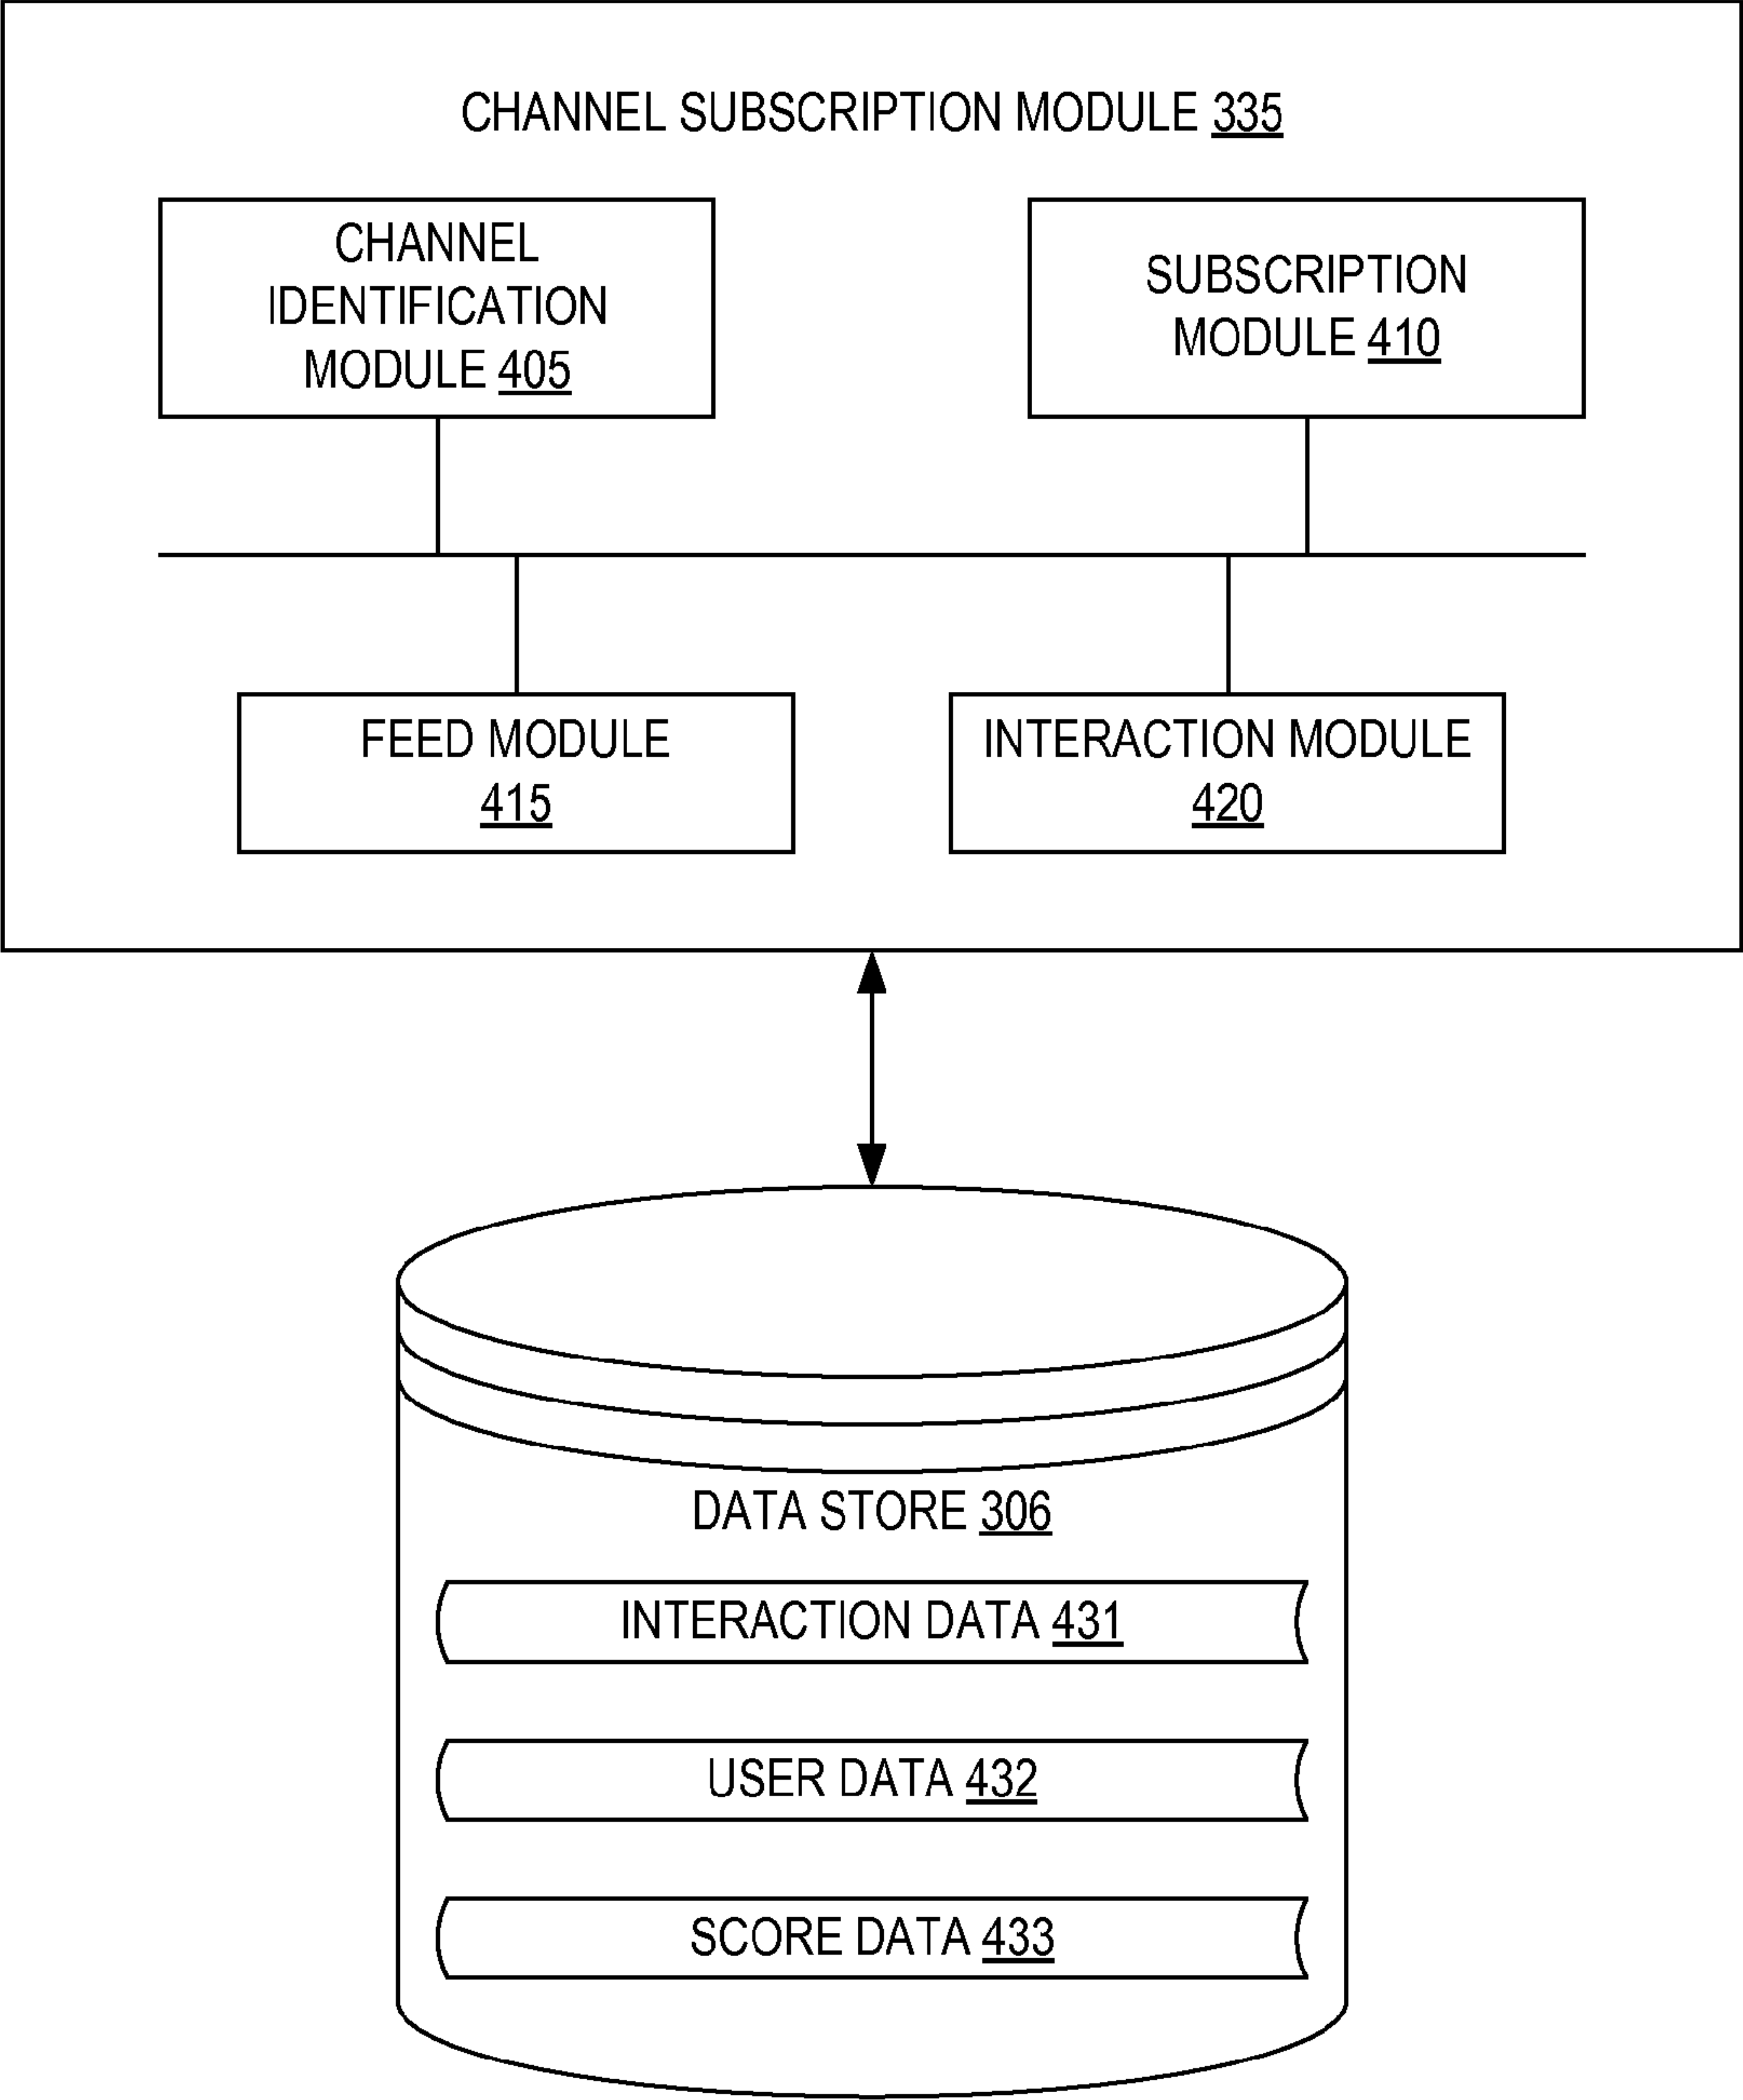 CHANNEL SUBSCRIPTION MODULE 335
CHANNEL
IDENTIFICATION
MODULE 405
SUBSCRIPTION
MODULE 410
FEED MODULE
415
INTERACTION MODULE
420
DATA STORE 306
INTERACTION DATA 431
USER DATA 432
SCORE DATA 433